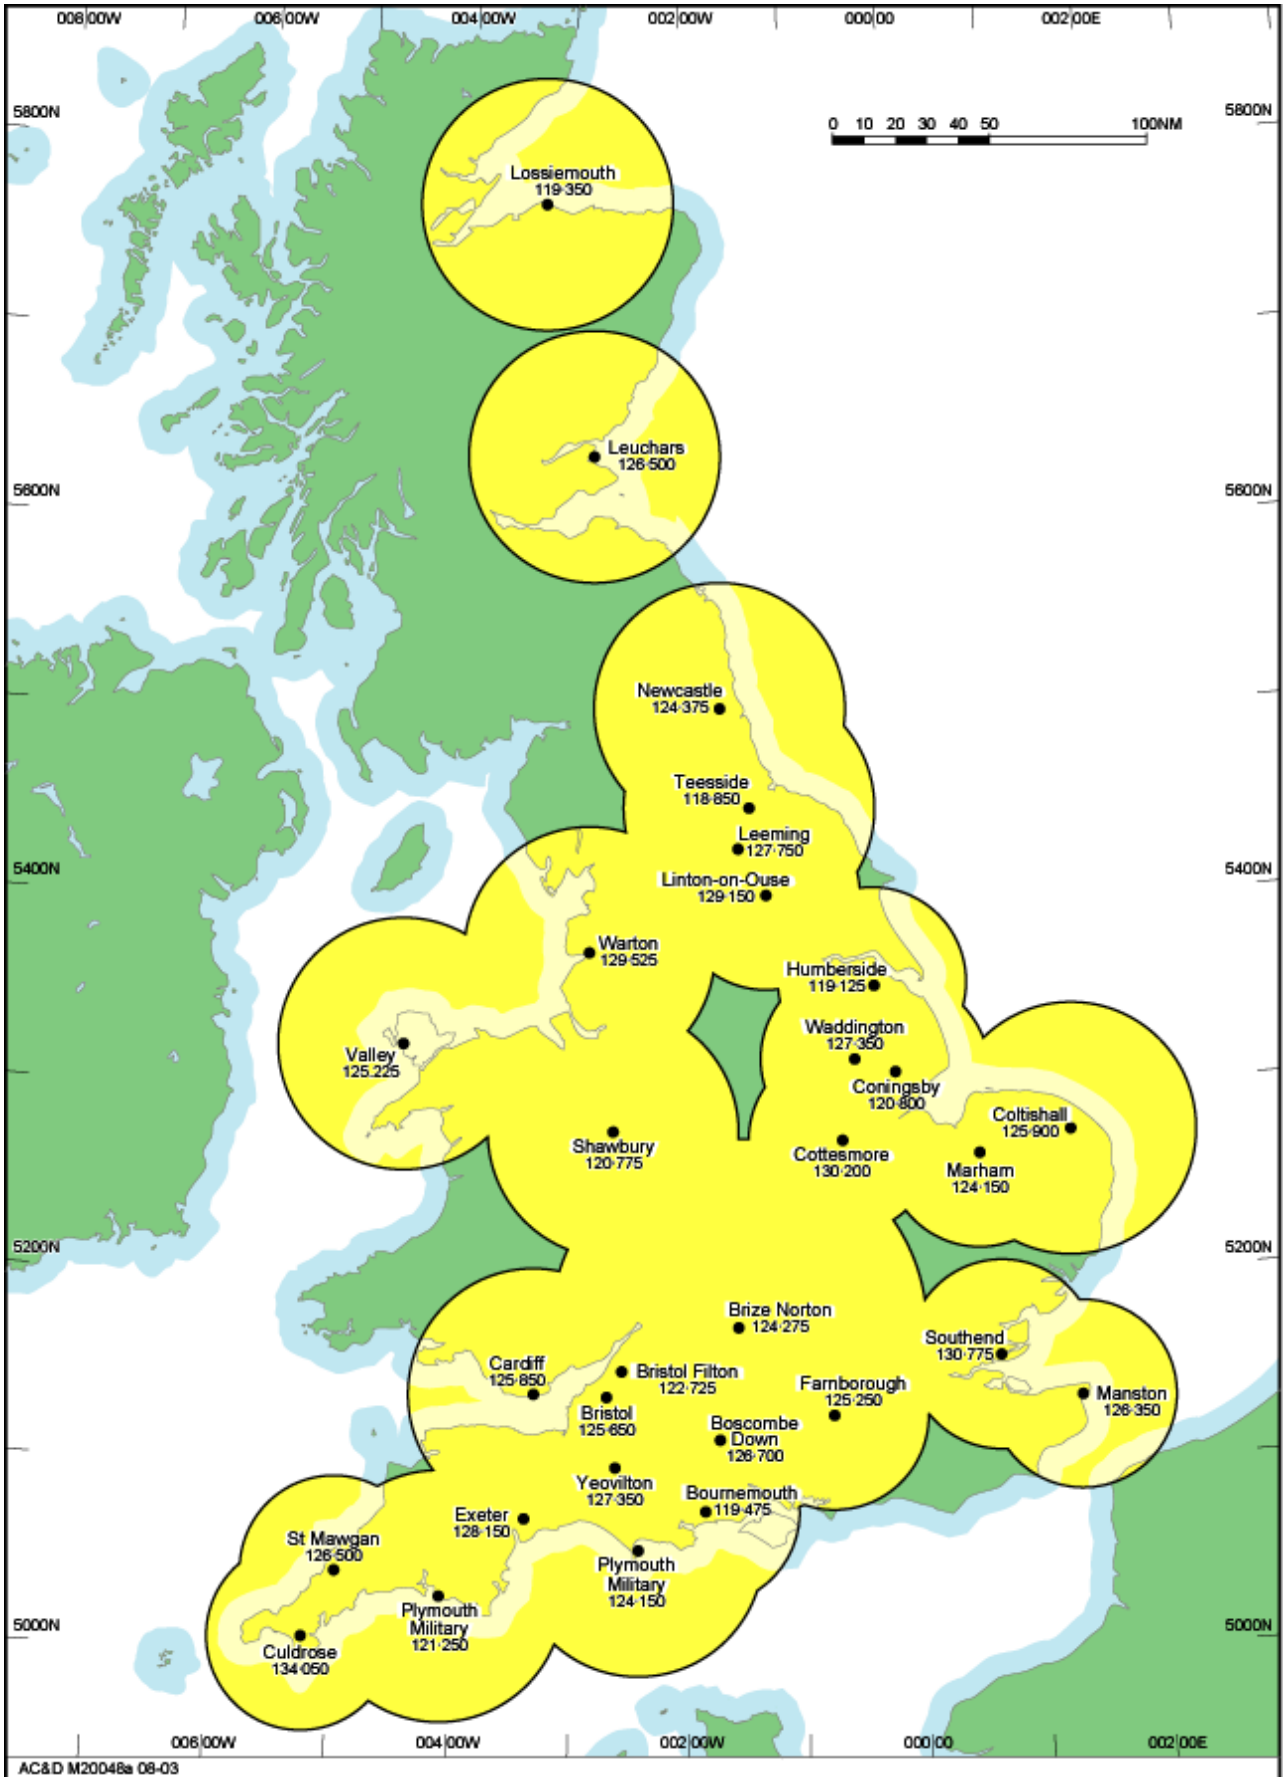 008 00W 006 00W 004 00W 002 00W 000 00 002 00E
5800N 5800N
0 10 20 30 40 50 100NM
Lossiemouth
119·350
Leuchars
126·500
5600N 5600N
Newcastle
124·375
Teesside
118·850
Leeming
127·750
5400N 5400N
Linton-on-Ouse
129·150
Warton
129·525
Humberside
119·125
Waddington
127·350
Valley
125.225
Coningsby
120·800
Coltishall
125·900
Shawbury
120·775
Cottesmore
130·200
Marham
124·150
5200N 5200N
Brize Norton
124·275
Southend
130·775
Cardiff
125·850
Bristol Filton
122·725
Farnborough
125·250
Manston
126·350
Bristol
125·650
Boscombe
Down
126·700
Yeovilton
127·350
Bournemouth
119·475
Exeter
128·150
St Mawgan
126·500
Plymouth
Military
124·150
Plymouth
Military
121·250
5000N 5000N
Culdrose
134·050
006 00W 004 00W 002 00W 000 00 002 00E
AC&D M20048a 08-03